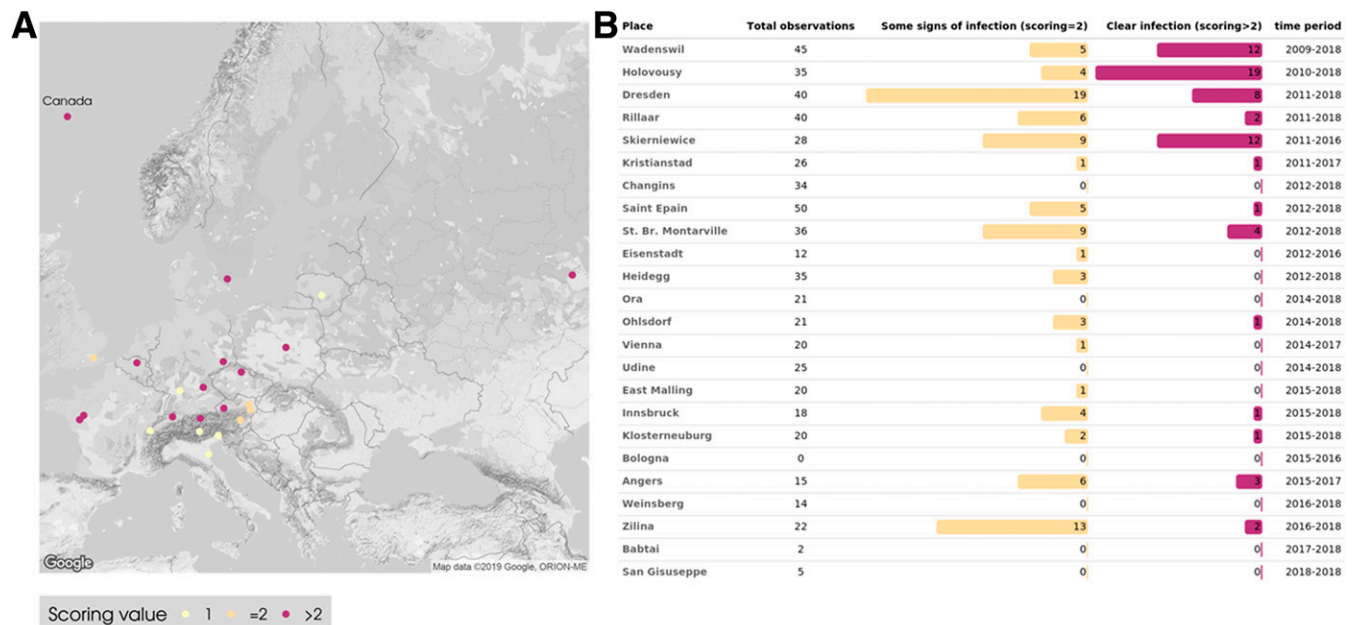 A
Canada
Google
Map data ©2019 Google, ORION-ME
Scoring value 1 =2 >2
B
Place Total observations Some signs of infection (scoring=2) Clear infection (scoring>2) time period
Wadenswil 45 5 12 2009-2018
Holovousy 35 4 19 2010-2018
Dresden 40 19 8 2011-2018
Rillaar 40 6 2 2011-2018
Skierniewice 28 9 12 2011-2016
Kristianstad 26 1 1 2011-2017
Changins 34 0 0 2012-2018
Saint Epain 50 5 1 2012-2018
St. Br. Montarville 36 9 4 2012-2018
Eisenstadt 12 1 0 2012-2016
Heidegg 35 3 0 2012-2018
Ora 21 0 0 2014-2018
Ohlsdorf 21 3 1 2014-2018
Vienna 20 1 0 2014-2017
Udine 25 0 0 2014-2018
East Malling 20 1 0 2015-2018
Innsbruck 18 4 1 2015-2018
Klosterneuburg 20 2 1 2015-2018
Bologna 0 0 0 2015-2016
Angers 15 6 3 2015-2017
Weinsberg 14 0 0 2016-2018
Zilina 22 13 2 2016-2018
Babtai 2 0 0 2017-2018
San Gisuseppe 5 0 0 2018-2018